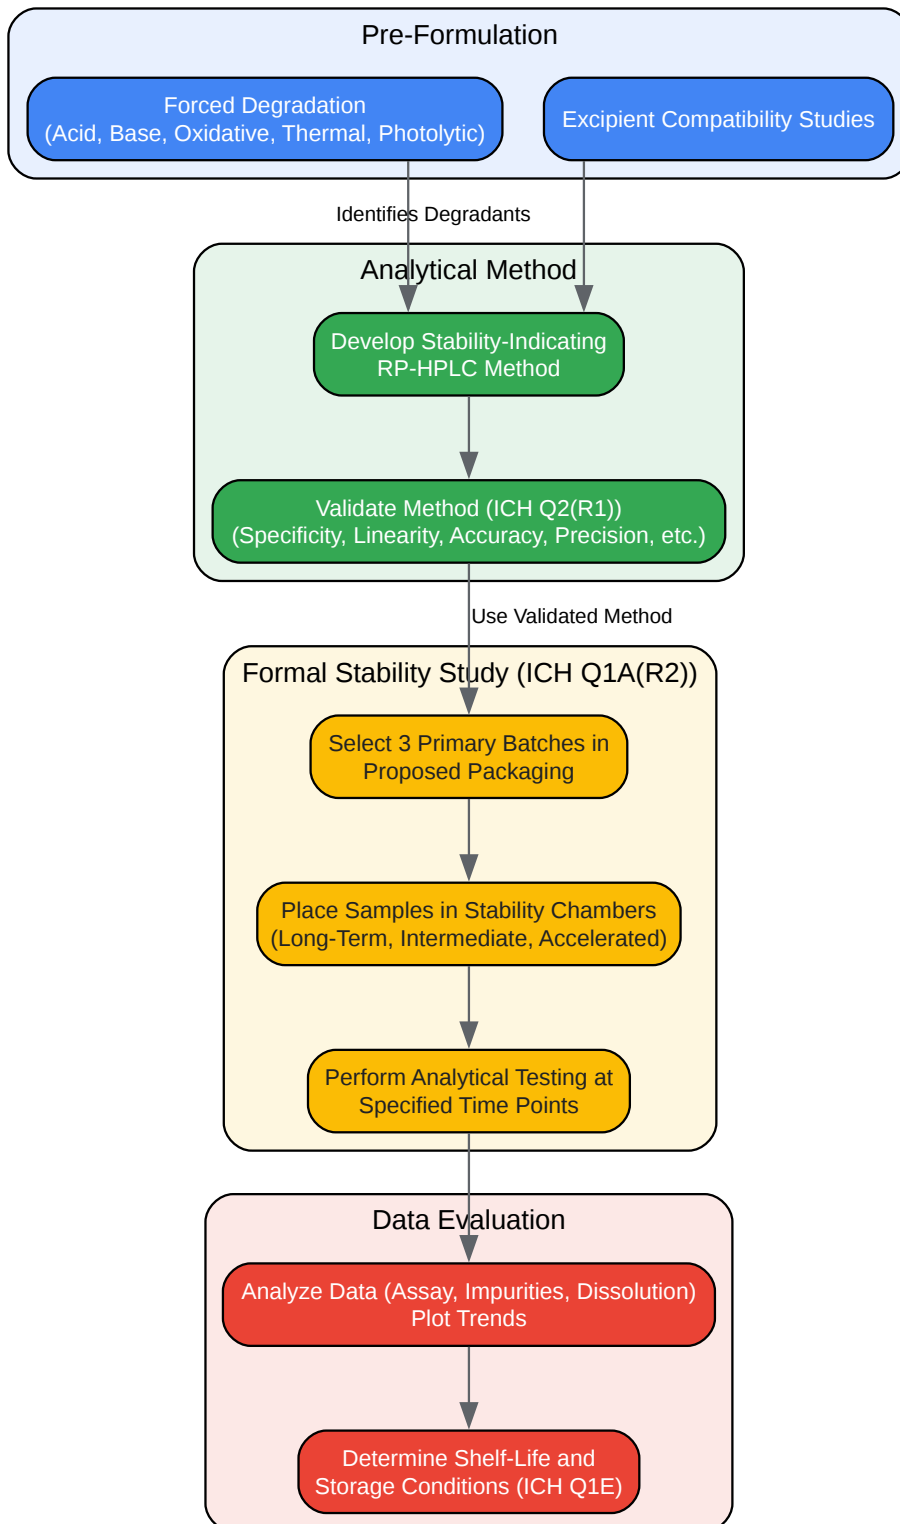 Pre-Formulation
Forced Degradation
(Acid, Base, Oxidative, Thermal, Photolytic)
Excipient Compatibility Studies
Identifies Degradants
Analytical Method
Develop Stability-Indicating
RP-HPLC Method
Validate Method (ICH Q2(R1))
(Specificity, Linearity, Accuracy, Precision, etc.)
Use Validated Method
Formal Stability Study (ICH Q1A(R2))
Select 3 Primary Batches in
Proposed Packaging
Place Samples in Stability Chambers
(Long-Term, Intermediate, Accelerated)
Perform Analytical Testing at
Specified Time Points
Data Evaluation
Analyze Data (Assay, Impurities, Dissolution)
Plot Trends
Determine Shelf-Life and
Storage Conditions (ICH Q1E)